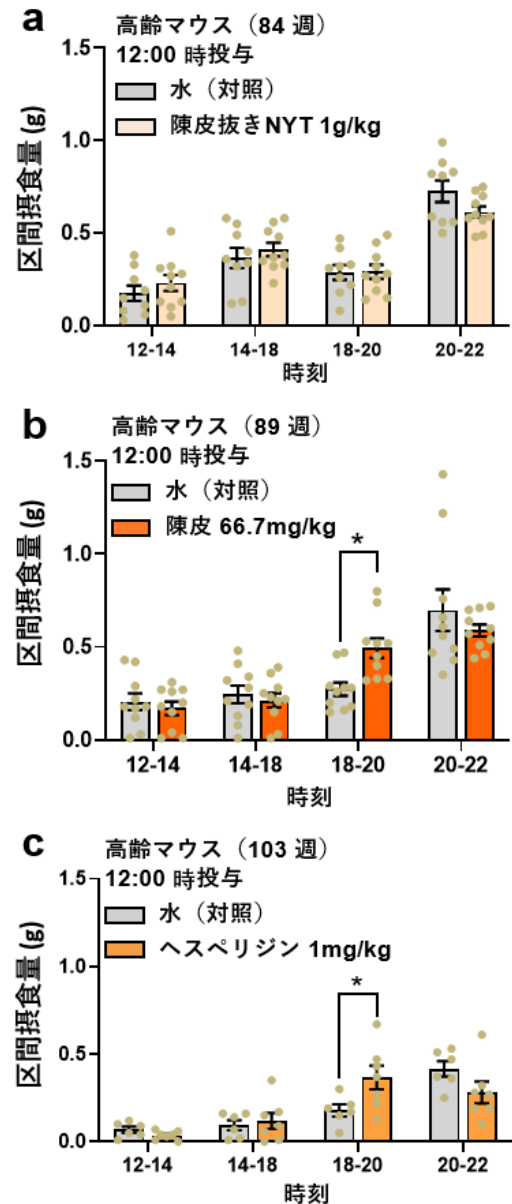 a
高齢マウス（84 週）
12:00 時投与
水（対照）
陳皮抜きNYT 1g/kg
区間摂食量 (g)
1.5
1.0
0.5
0.0
12-14 14-18 18-20 20-22
時刻
b
高齢マウス（89 週）
12:00 時投与
水（対照）
陳皮 66.7mg/kg
*
区間摂食量 (g)
1.5
1.0
0.5
0.0
12-14 14-18 18-20 20-22
時刻
c
高齢マウス（103 週）
12:00 時投与
水（対照）
ヘスペリジン 1mg/kg
*
区間摂食量 (g)
1.5
1.0
0.5
0.0
12-14 14-18 18-20 20-22
時刻